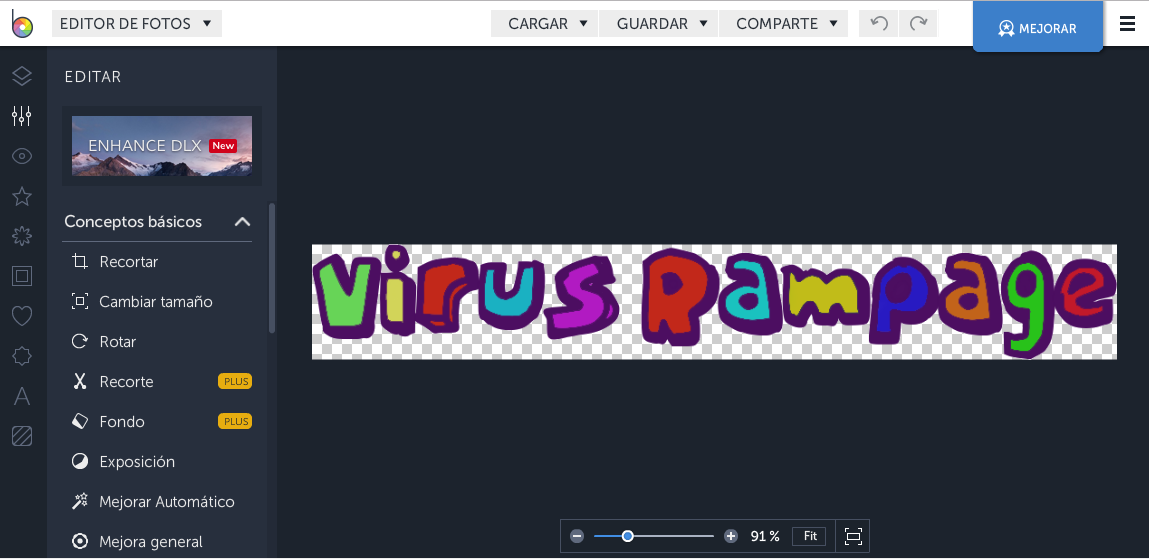 EDITOR DE FOTOS
CARGAR
GUARDAR
COMPARTE
MEJORAR
EDITAR
ENHANCE DLX New
Conceptos básicos
Recortar
Cambiar tamaño
Rotar
Recorte PLUS
Fondo PLUS
Exposición
Mejorar Automático
Mejora general
Virus Rampage
91 %
Fit